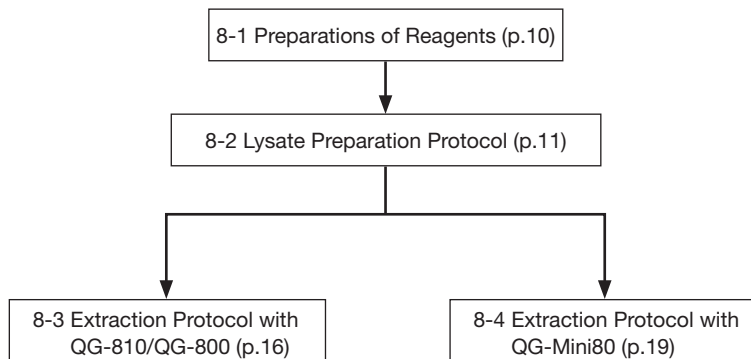 8-1 Preparations of Reagents (p.10)
8-2 Lysate Preparation Protocol (p.11)
8-3 Extraction Protocol with
QG-810/QG-800 (p.16)
8-4 Extraction Protocol with
QG-Mini80 (p.19)